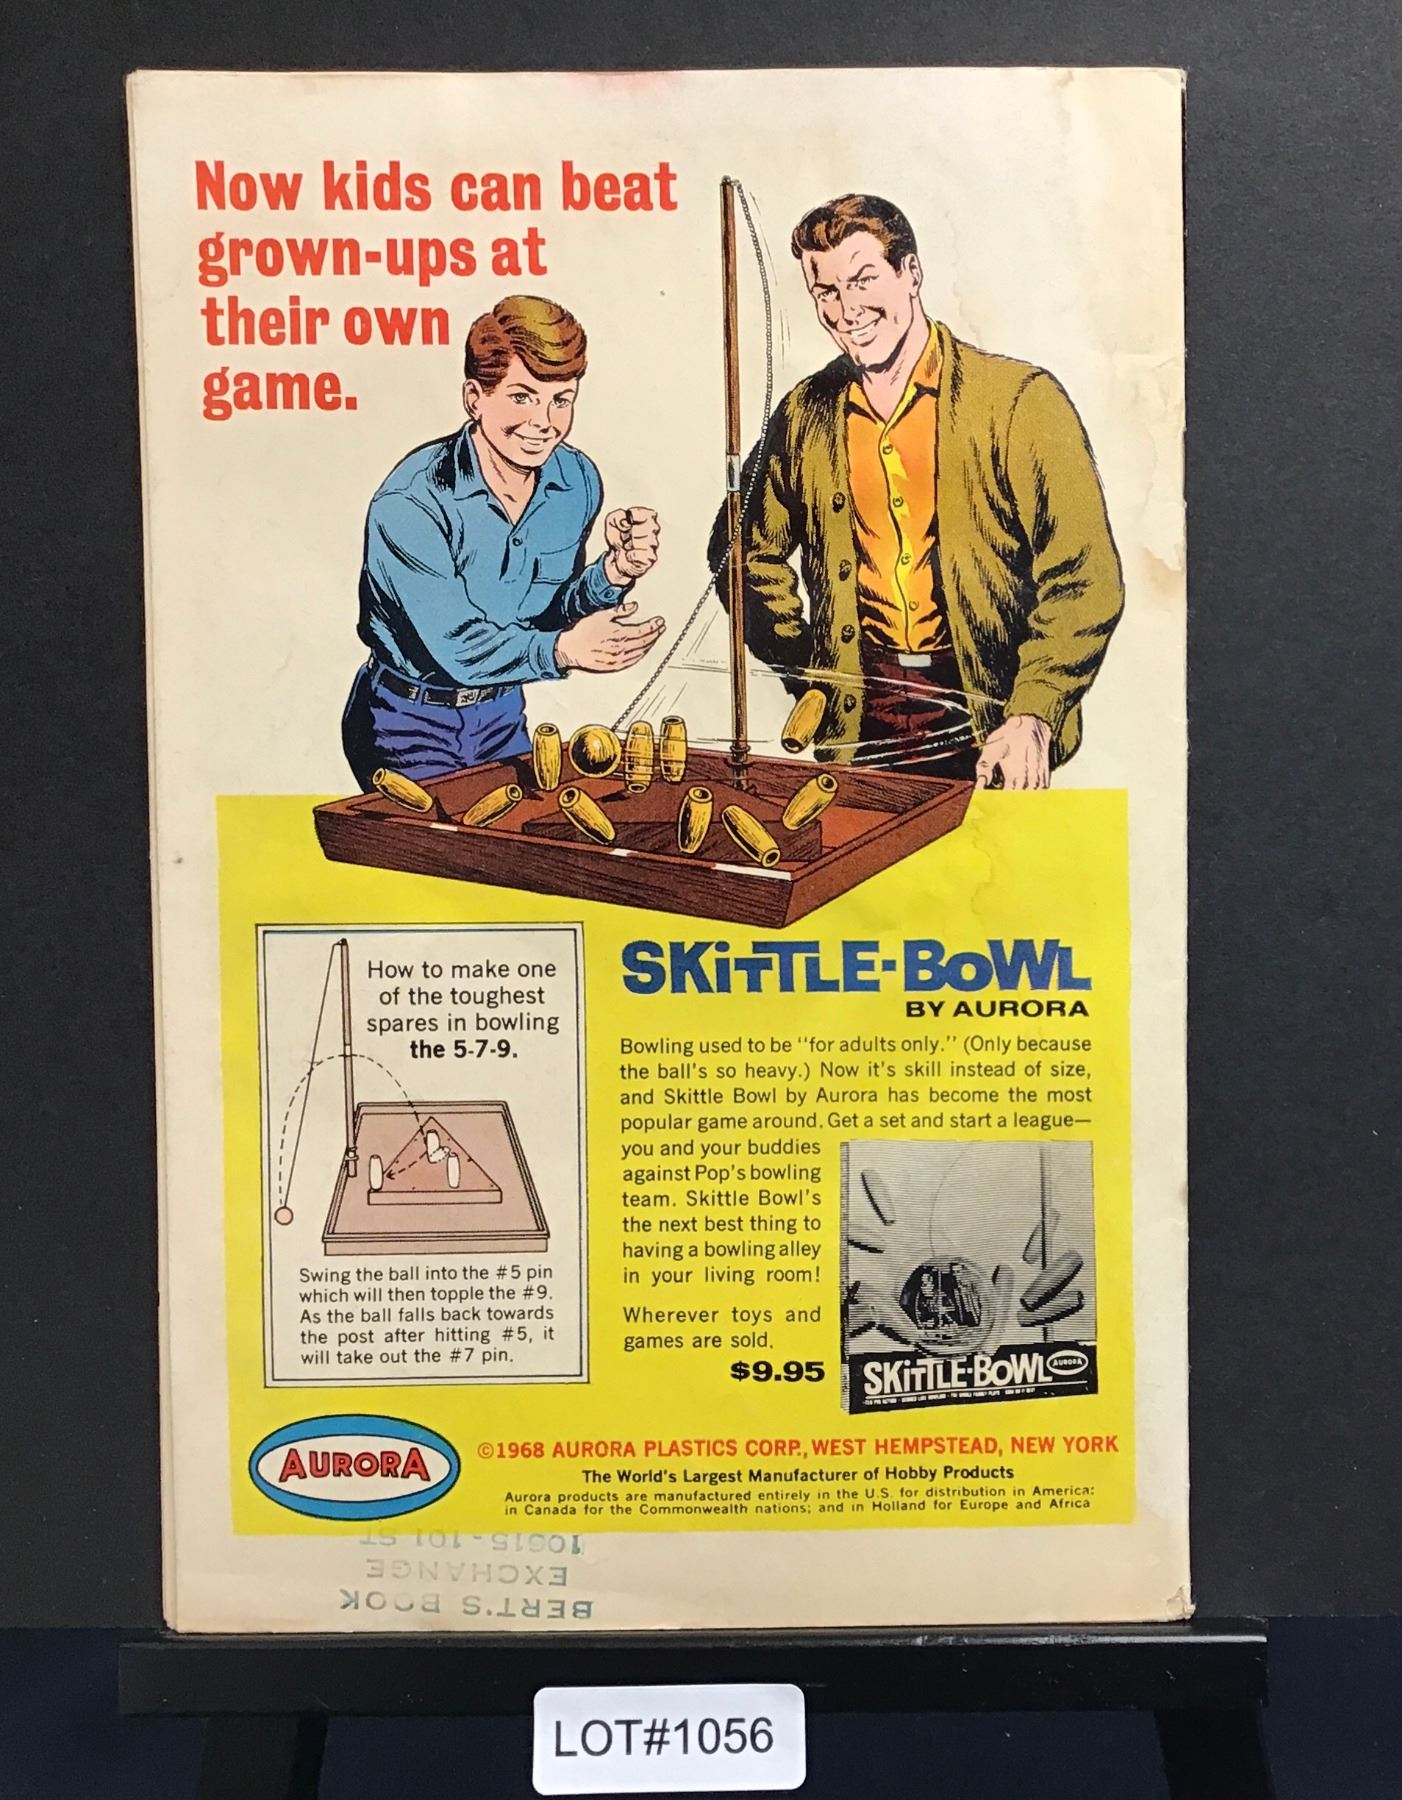 Now kids can beat
grown-ups at
their own
game.
How to make one
of the toughest
spares in bowling
the 5-7-9.
Swing the ball into the #5 pin
which will then topple the #9.
As the ball falls back towards
the post after hitting #5, it
will take out the #7 pin.
SKiTTLE-BoWL
BY AURORA
Bowling used to be "for adults only." (Only because
the ball's so heavy.) Now it's skill instead of size,
and Skittle Bowl by Aurora has become the most
popular game around. Get a set and start a league—
you and your buddies
against Pop's bowling
team. Skittle Bowl's
the next best thing to
having a bowling alley
in your living room!
Wherever toys and
games are sold.
$9.95
SKiTTLE-BOWL
AURORA
AURORA
©1968 AURORA PLASTICS CORP., WEST HEMPSTEAD, NEW YORK
The World's Largest Manufacturer of Hobby Products
Aurora products are manufactured entirely in the U.S. for distribution in America;
in Canada for the Commonwealth nations; and in Holland for Europe and Africa
BERT'S BOOK
EXCHANGE
10615-101 ST
LOT#1056